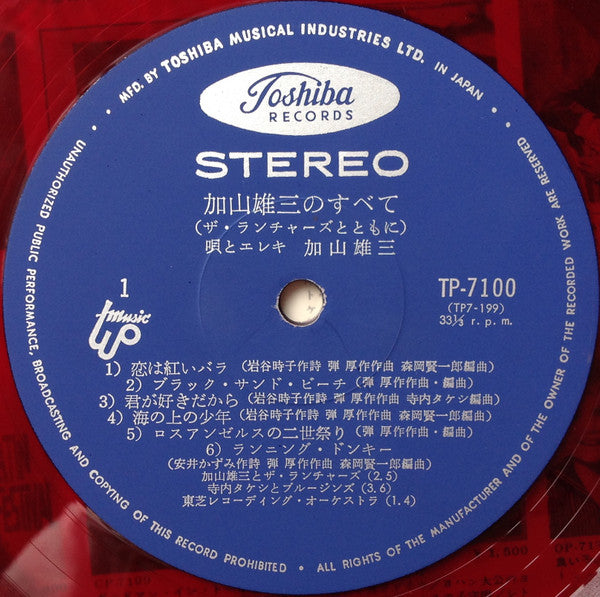 MFD. BY TOSHIBA MUSICAL INDUSTRIES LTD. IN JAPAN
Toshiba
RECORDS
STEREO
加山雄三のすべて
(ザ・ランチャーズとともに)
唄とエレキ 加山雄三
1
music
up
TP-7100
(TP7-199)
33⅓ r.p.m.
1) 恋は紅いバラ (岩谷時子作詩 弾 厚作作曲 森岡賢一郎編曲)
2) ブラック・サンド・ビーチ (弾 厚作作曲・編曲)
3) 君が好きだから (岩谷時子作詩 弾 厚作作曲 寺内タケシ編曲)
4) 海の上の少年 (岩谷時子作詩 弾 厚作作曲 森岡賢一郎編曲)
5) ロスアンゼルスの二世祭り (弾 厚作作曲・編曲)
6) ランニング・ドンキー
(安井かずみ作詩 弾 厚作作曲 森岡賢一郎編曲)
加山雄三とザ・ランチャーズ (2.5)
寺内タケシとブルージンズ (3.6)
東芝レコーディング・オーケストラ (1.4)
UNAUTHORIZED PUBLIC PERFORMANCE, BROADCASTING AND COPYING OF THIS RECORD PROHIBITED • ALL RIGHTS OF THE MANUFACTURER AND OF THE OWNER OF THE RECORDED WORK ARE RESERVED
¥1,500
CP-7199